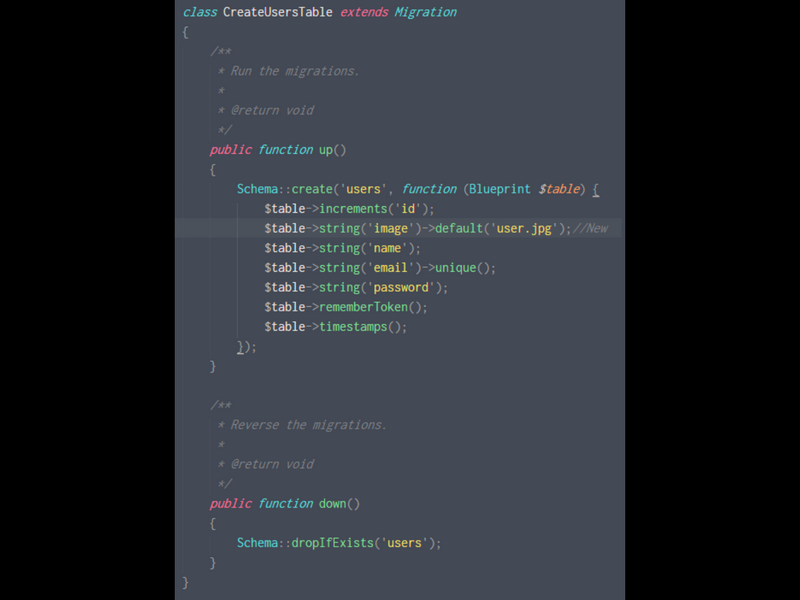 class CreateUsersTable extends Migration
{
    /**
     * Run the migrations.
     *
     * @return void
     */
    public function up()
    {
        Schema::create('users', function (Blueprint $table) {
            $table->increments('id');
            $table->string('image')->default('user.jpg');//New
            $table->string('name');
            $table->string('email')->unique();
            $table->string('password');
            $table->rememberToken();
            $table->timestamps();
        });
    }

    /**
     * Reverse the migrations.
     *
     * @return void
     */
    public function down()
    {
        Schema::dropIfExists('users');
    }
}